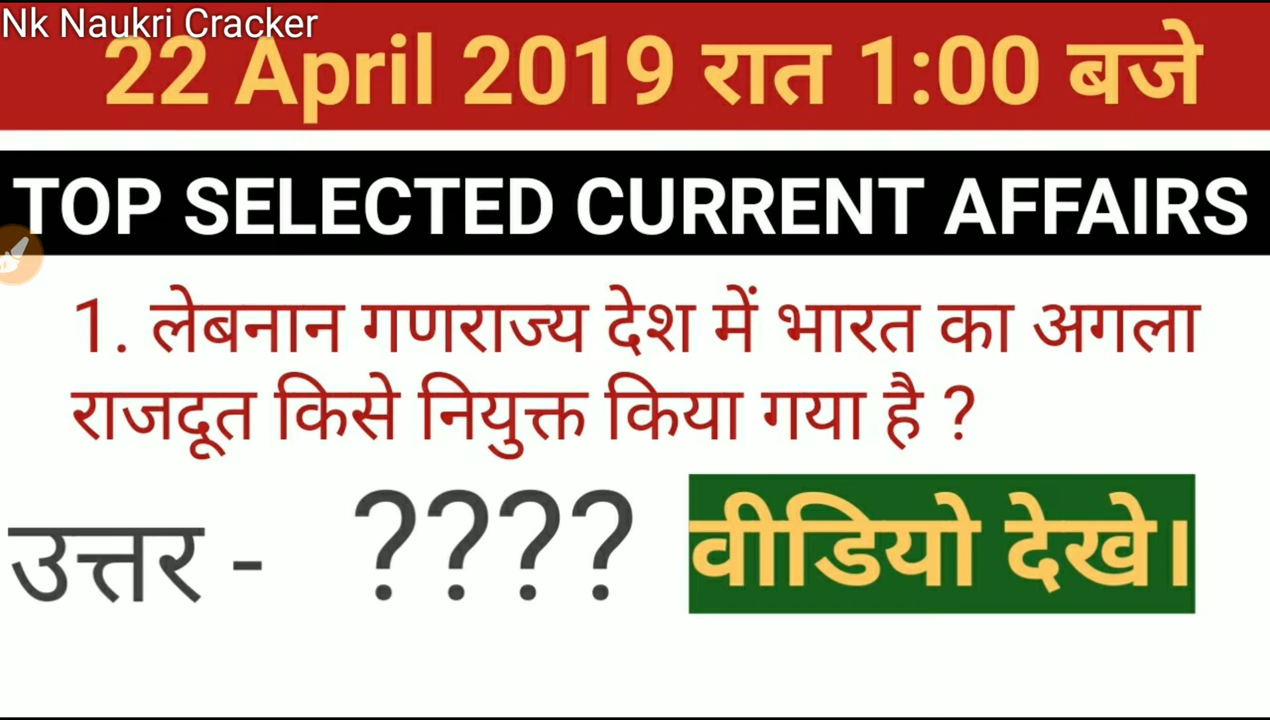 Nk Naukri Cracker
22 April 2019 रात 1:00 बजे
TOP SELECTED CURRENT AFFAIRS
1. लेबनान गणराज्य देश में भारत का अगला
राजदूत किसे नियुक्त किया गया है ?
उत्तर - ???? वीडियो देखे।